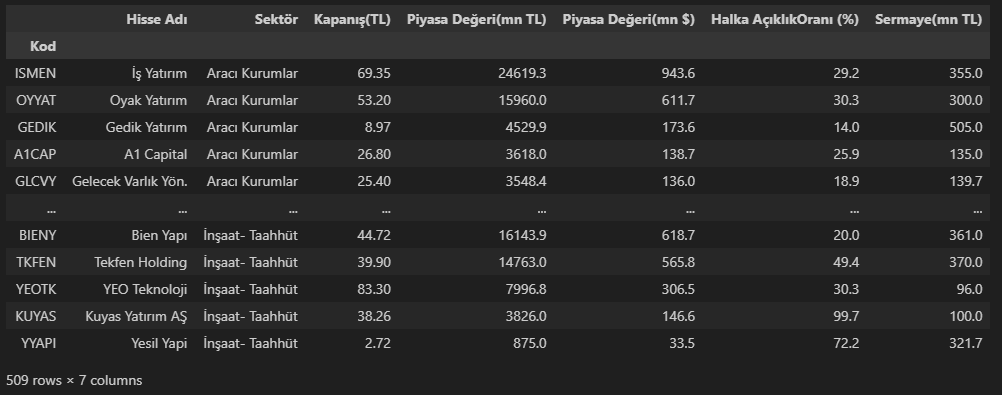 Hisse Adı Sektör Kapanış(TL) Piyasa Değeri(mn TL) Piyasa Değeri(mn $) Halka AçıklıkOranı (%) Sermaye(mn TL)
Kod
ISMEN İş Yatırım Aracı Kurumlar 69.35 24619.3 943.6 29.2 355.0
OYYAT Oyak Yatırım Aracı Kurumlar 53.20 15960.0 611.7 30.3 300.0
GEDIK Gedik Yatırım Aracı Kurumlar 8.97 4529.9 173.6 14.0 505.0
A1CAP A1 Capital Aracı Kurumlar 26.80 3618.0 138.7 25.9 135.0
GLCVY Gelecek Varlık Yön. Aracı Kurumlar 25.40 3548.4 136.0 18.9 139.7
... ... ... ... ... ... ... ...
BIENY Bien Yapı İnşaat- Taahhüt 44.72 16143.9 618.7 20.0 361.0
TKFEN Tekfen Holding İnşaat- Taahhüt 39.90 14763.0 565.8 49.4 370.0
YEOTK YEO Teknoloji İnşaat- Taahhüt 83.30 7996.8 306.5 30.3 96.0
KUYAS Kuyas Yatırım AŞ İnşaat- Taahhüt 38.26 3826.0 146.6 99.7 100.0
YYAPI Yesil Yapi İnşaat- Taahhüt 2.72 875.0 33.5 72.2 321.7
509 rows × 7 columns